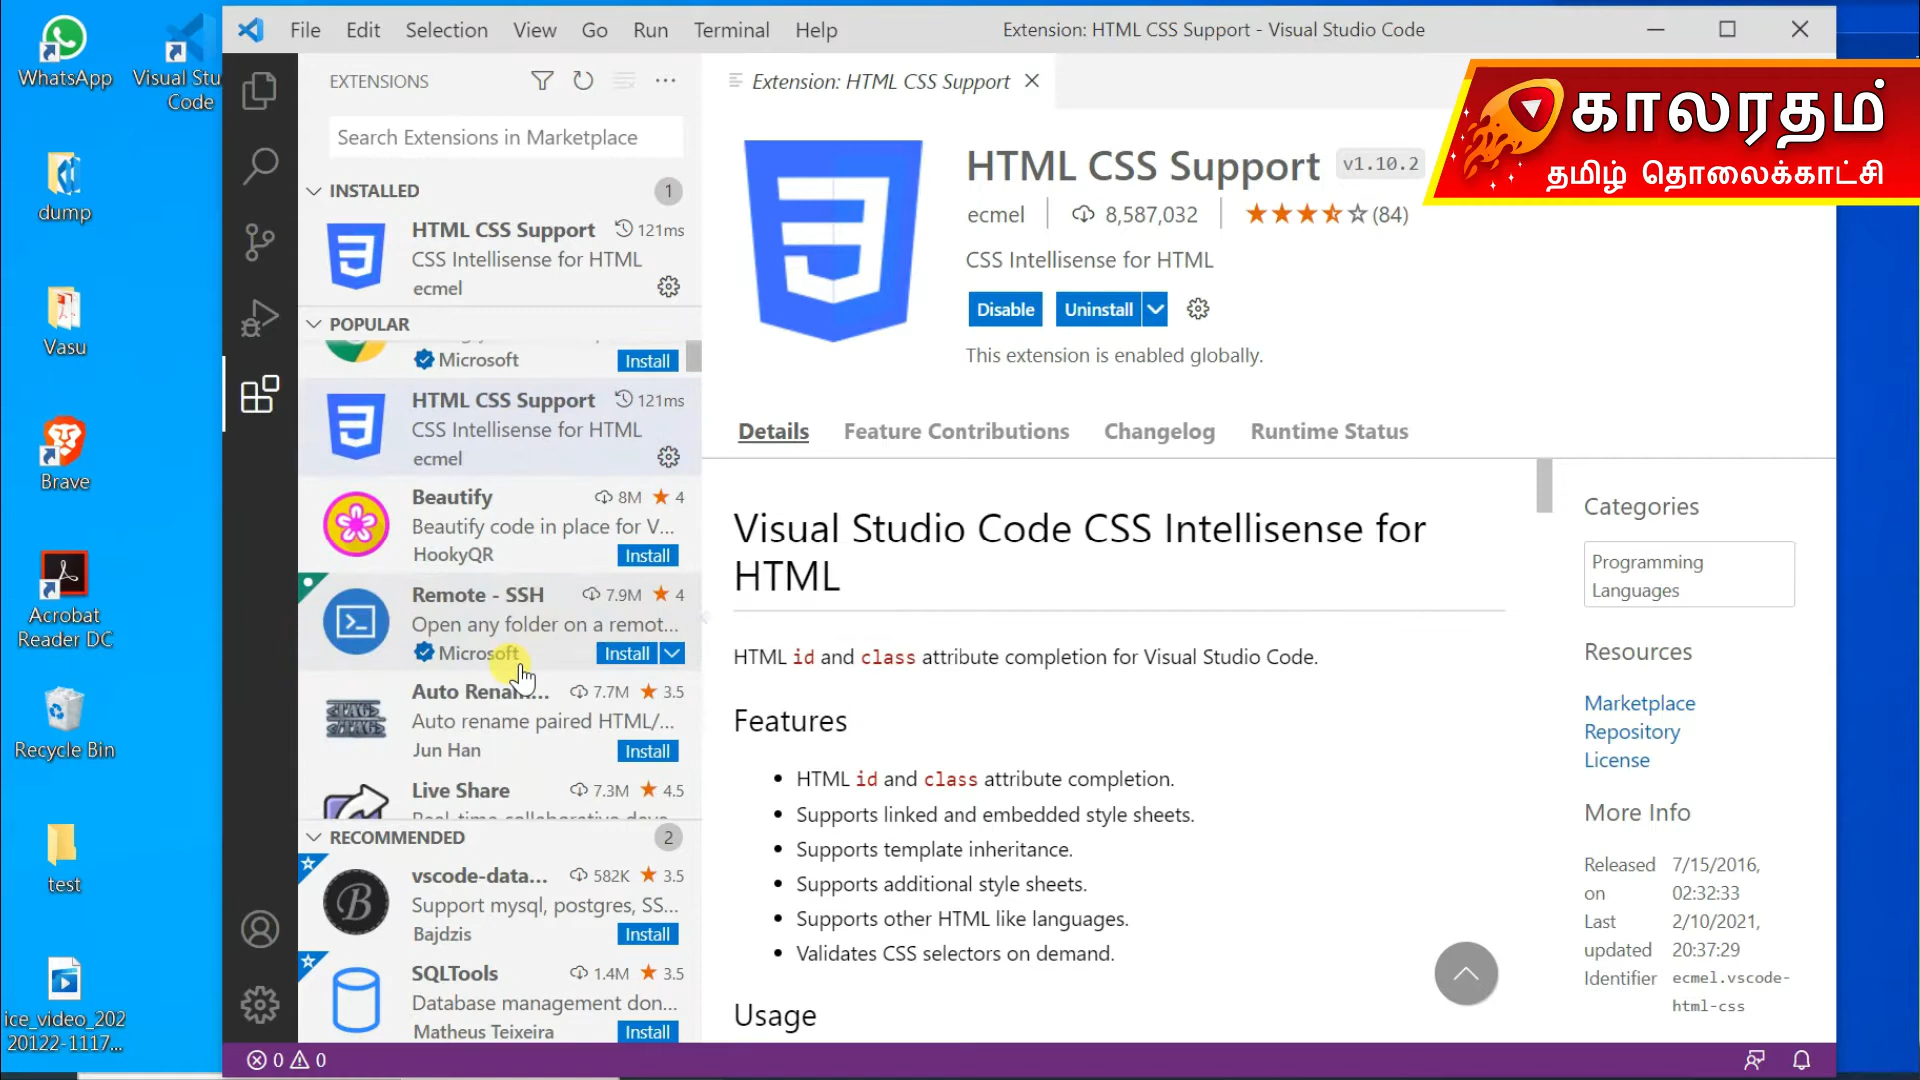 WhatsApp
Visual Stu
Code
dump
Vasu
Brave
Acrobat
Reader DC
Recycle Bin
test
ice_video_202
20122-1117...
File Edit Selection View Go Run Terminal Help
Extension: HTML CSS Support - Visual Studio Code
EXTENSIONS
Search Extensions in Marketplace
INSTALLED 1
HTML CSS Support 121ms
CSS Intellisense for HTML
ecmel
POPULAR
Microsoft Install
HTML CSS Support 121ms
CSS Intellisense for HTML
ecmel
Beautify 8M 4
Beautify code in place for V...
HookyQR Install
Remote - SSH 7.9M 4
Open any folder on a remot...
Microsoft Install
Auto Renam... 7.7M 3.5
Auto rename paired HTML/...
Jun Han Install
Live Share 7.3M 4.5
RECOMMENDED 2
vscode-data... 582K 3.5
Support mysql, postgres, SS...
Bajdzis Install
SQLTools 1.4M 3.5
Database management don...
Matheus Teixeira Install
0 0
Extension: HTML CSS Support
HTML CSS Support v1.10.2
ecmel 8,587,032 (84)
CSS Intellisense for HTML
Disable Uninstall
This extension is enabled globally.
Details Feature Contributions Changelog Runtime Status
Visual Studio Code CSS Intellisense for
HTML
HTML id and class attribute completion for Visual Studio Code.
Features
• HTML id and class attribute completion.
• Supports linked and embedded style sheets.
• Supports template inheritance.
• Supports additional style sheets.
• Supports other HTML like languages.
• Validates CSS selectors on demand.
Usage
Categories
Programming
Languages
Resources
Marketplace
Repository
License
More Info
Released 7/15/2016,
on 02:32:33
Last 2/10/2021,
updated 20:37:29
Identifier ecmel.vscode-
html-css
காலரதம்
தமிழ் தொலைக்காட்சி